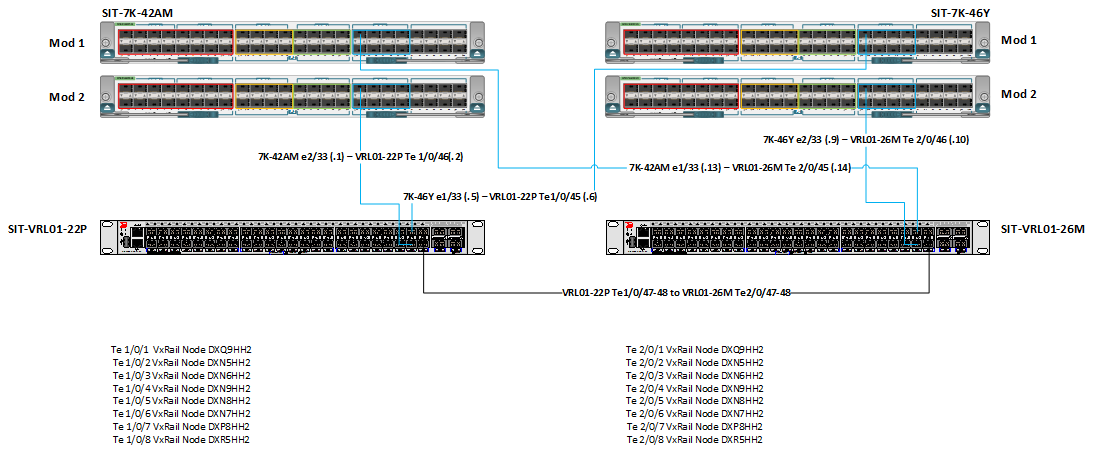 SIT-7K-42AM
SIT-7K-46Y
Mod 1
Mod 1
Mod 2
Mod 2
7K-46Y e2/33 (.9) – VRL01-26M Te 2/0/46 (.10)
7K-42AM e2/33 (.1) – VRL01-22P Te 1/0/46(.2)
7K-42AM e1/33 (.13) – VRL01-26M Te 2/0/45 (.14)
7K-46Y e1/33 (.5) – VRL01-22P Te1/0/45 (.6)
SIT-VRL01-22P
SIT-VRL01-26M
VRL01-22P Te1/0/47-48 to VRL01-26M Te2/0/47-48
Te 1/0/1 VxRail Node DXQ9HH2
Te 1/0/2 VxRail Node DXN5HH2
Te 1/0/3 VxRail Node DXN6HH2
Te 1/0/4 VxRail Node DXN9HH2
Te 1/0/5 VxRail Node DXN8HH2
Te 1/0/6 VxRail Node DXN7HH2
Te 1/0/7 VxRail Node DXP8HH2
Te 1/0/8 VxRail Node DXR5HH2
Te 2/0/1 VxRail Node DXQ9HH2
Te 2/0/2 VxRail Node DXN5HH2
Te 2/0/3 VxRail Node DXN6HH2
Te 2/0/4 VxRail Node DXN9HH2
Te 2/0/5 VxRail Node DXN8HH2
Te 2/0/6 VxRail Node DXN7HH2
Te 2/0/7 VxRail Node DXP8HH2
Te 2/0/8 VxRail Node DXR5HH2